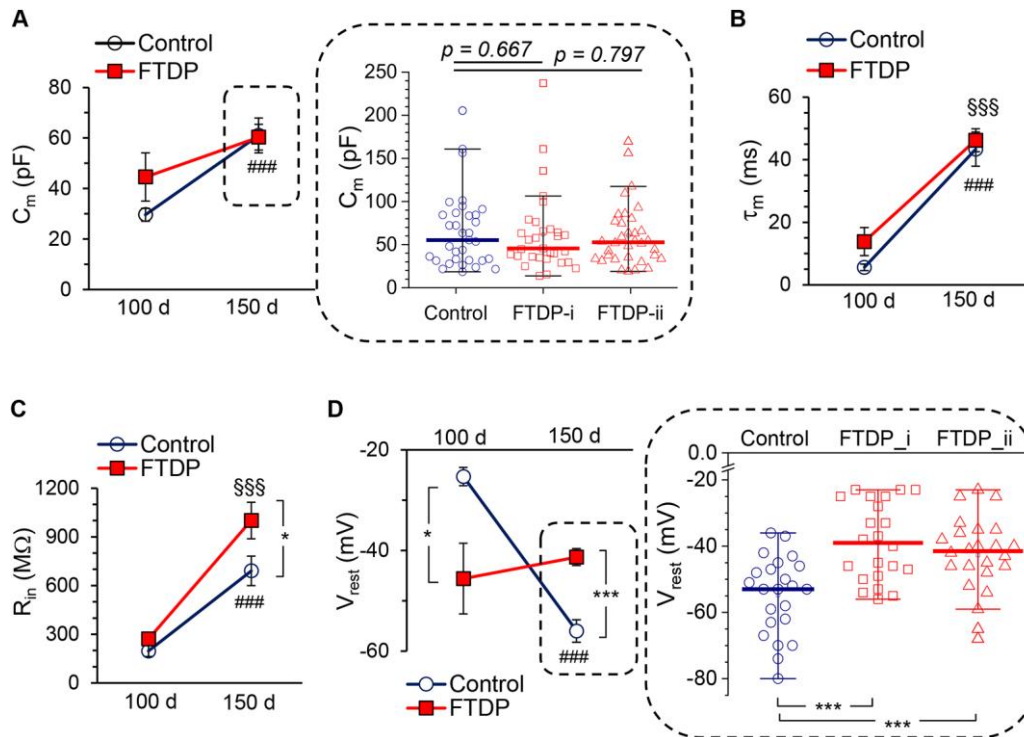 A
Control
FTDP
80
60
40
20
0
Cm (pF)
100 d
150 d
###
p = 0.667
p = 0.797
250
200
150
100
50
0
Cm (pF)
Control
FTDP-i
FTDP-ii
B
Control
FTDP
60
40
20
0
τm (ms)
§§§
###
100 d
150 d
C
Control
FTDP
1200
900
600
300
0
Rin (MΩ)
§§§
*
###
100 d
150 d
D
100 d
150 d
-20
-40
-60
Vrest (mV)
*
***
###
Control
FTDP
Control
FTDP_i
FTDP_ii
0.0
-20
-40
-60
-80
Vrest (mV)
***
***